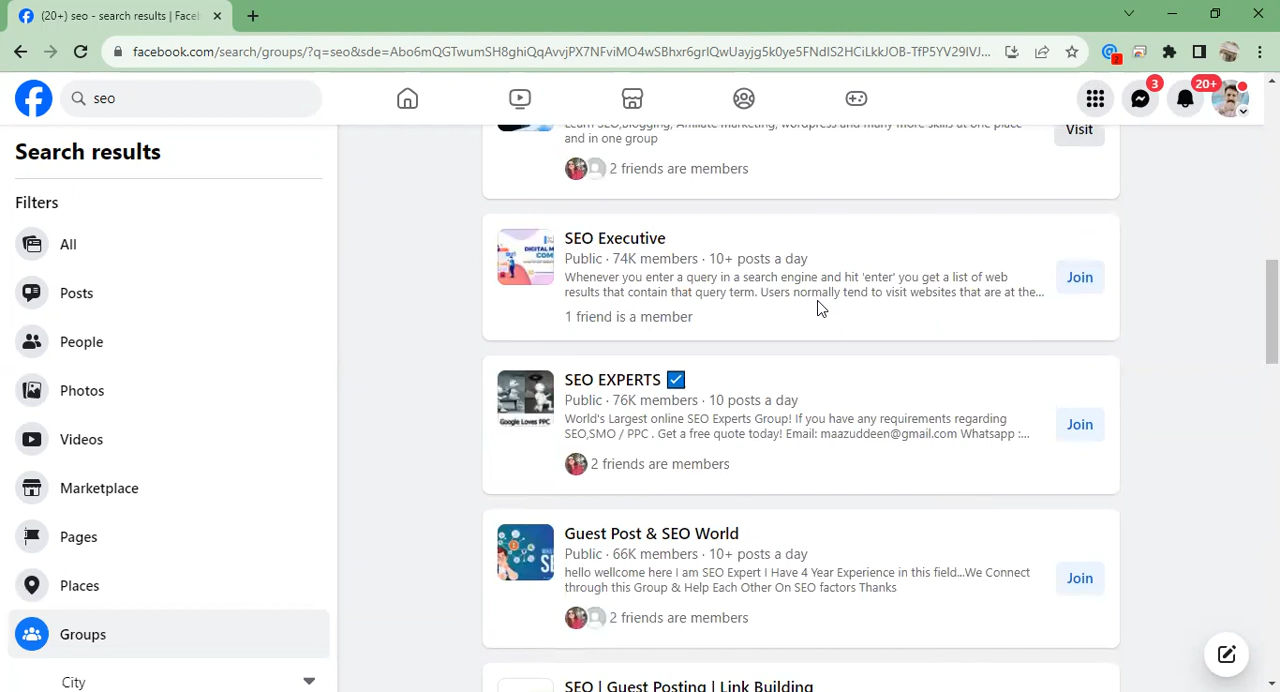 (20+) seo - search results | Face
facebook.com/search/groups/?q=seo&sde=Abo6mQGTwumSH8ghiQqAvvjPX7NFviMO4wSBhxr6grIQwUayjg5k0ye5FNdIS2HCiLkkJOB-TfP5YV29IVJ...
2
seo
3
20+
Search results
Filters
All
Posts
People
Photos
Videos
Marketplace
Pages
Places
Groups
City
Learn SEO,Blogging, Affiliate marketing, wordpress and many more skills at one place
and in one group
Visit
2 friends are members
SEO Executive
Public · 74K members · 10+ posts a day
Whenever you enter a query in a search engine and hit 'enter' you get a list of web
results that contain that query term. Users normally tend to visit websites that are at the...
1 friend is a member
Join
SEO EXPERTS
Public · 76K members · 10 posts a day
World's Largest online SEO Experts Group! If you have any requirements regarding
SEO,SMO / PPC . Get a free quote today! Email: maazuddeen@gmail.com Whatsapp :...
2 friends are members
Join
Google Loves PPC
Guest Post & SEO World
Public · 66K members · 10+ posts a day
hello wellcome here I am SEO Expert I Have 4 Year Experience in this field...We Connect
through this Group & Help Each Other On SEO factors Thanks
2 friends are members
Join
SEO | Guest Posting | Link Building